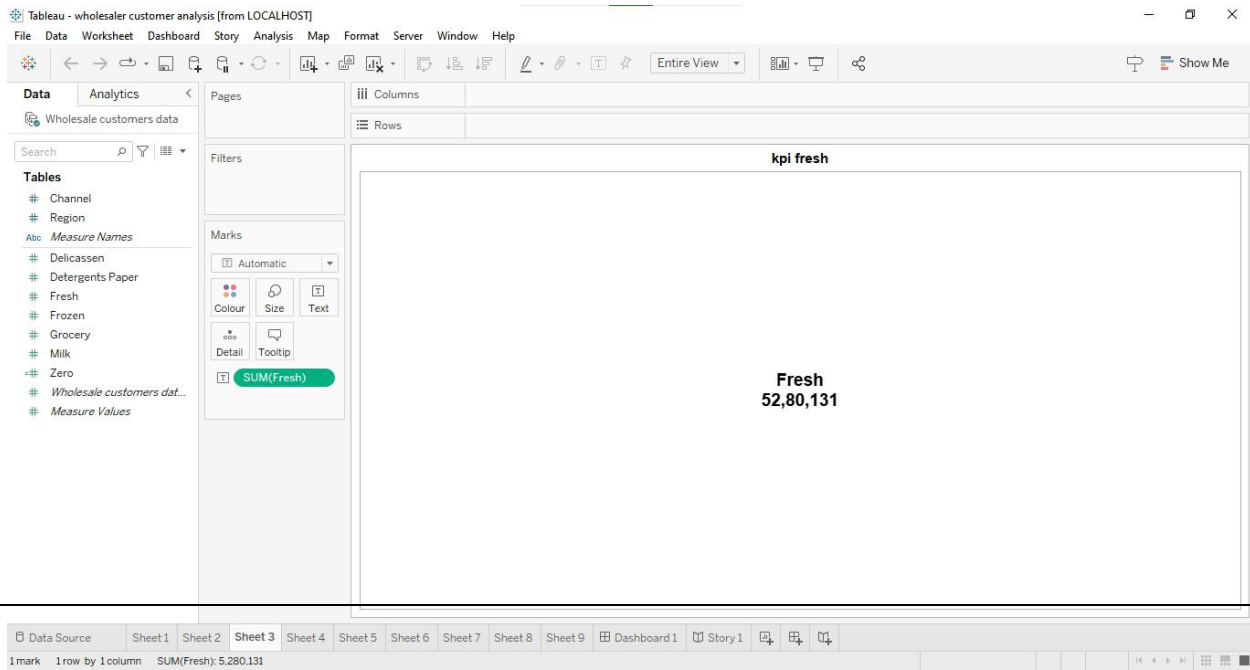 Tableau - wholesaler customer analysis [from LOCALHOST]
File Data Worksheet Dashboard Story Analysis Map Format Server Window Help
Entire View
Show Me
Data Analytics
Wholesale customers data
Search
Tables
# Channel
# Region
Abc Measure Names
# Delicassen
# Detergents Paper
# Fresh
# Frozen
# Grocery
# Milk
=# Zero
# Wholesale customers dat...
# Measure Values
Pages
Filters
Marks
T Automatic
Colour Size Text
Detail Tooltip
T SUM(Fresh)
iii Columns
Rows
kpi fresh
Fresh
52,80,131
Data Source Sheet 1 Sheet 2 Sheet 3 Sheet 4 Sheet 5 Sheet 6 Sheet 7 Sheet 8 Sheet 9 Dashboard 1 Story 1
1 mark 1 row by 1 column SUM(Fresh): 5,280,131